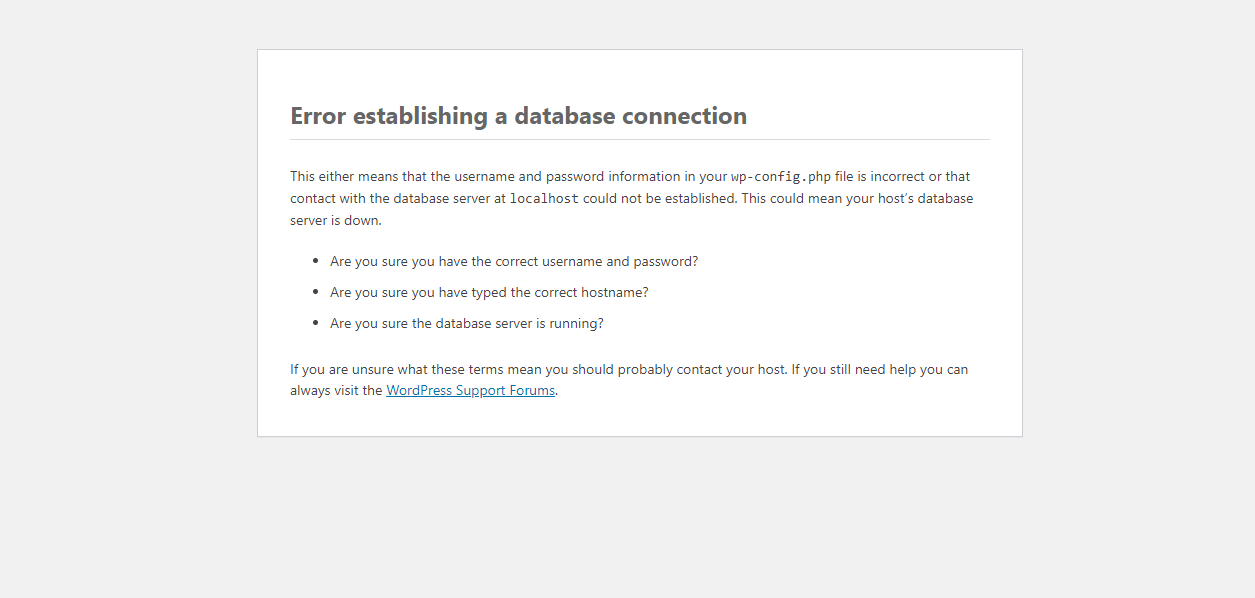 Error establishing a database connection
This either means that the username and password information in your wp-config.php file is incorrect or that
contact with the database server at localhost could not be established. This could mean your host’s database
server is down.
Are you sure you have the correct username and password?
Are you sure you have typed the correct hostname?
Are you sure the database server is running?
If you are unsure what these terms mean you should probably contact your host. If you still need help you can
always visit the WordPress Support Forums.